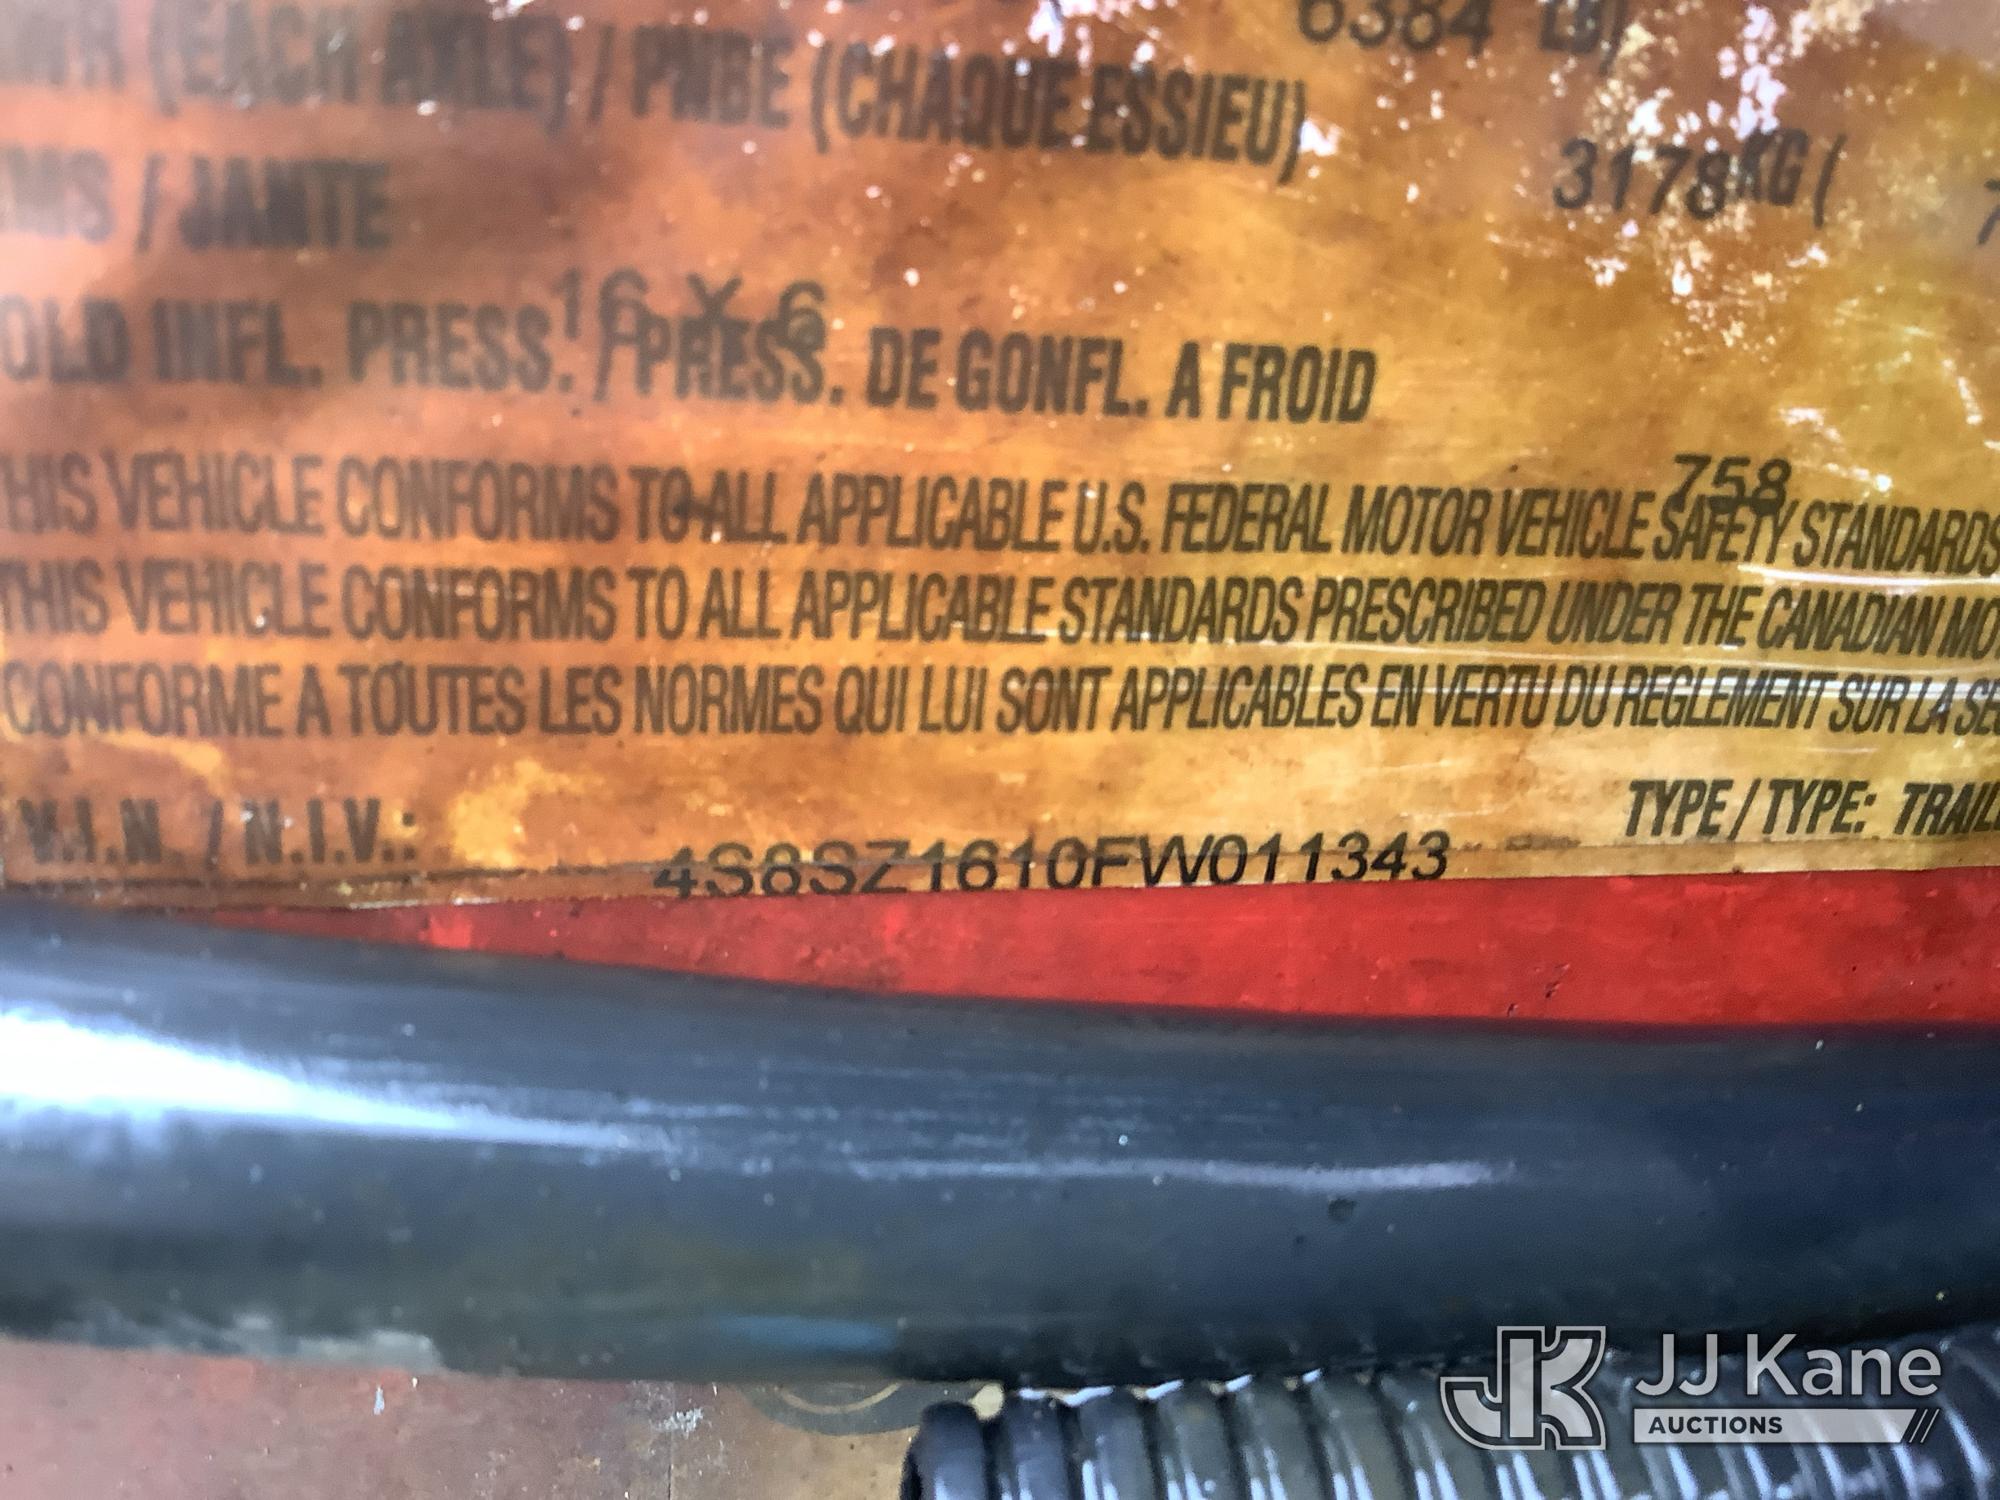 6384 LB)
(EACH AXLE) / PNBE (CHAQUE ESSIEU)
3178KG (
/ JANTE
16 X 6
OLD INFL. PRESS. / PRESS. DE GONFL. A FROID
758
HIS VEHICLE CONFORMS TO ALL APPLICABLE U.S. FEDERAL MOTOR VEHICLE SAFETY STANDARDS
THIS VEHICLE CONFORMS TO ALL APPLICABLE STANDARDS PRESCRIBED UNDER THE CANADIAN MO
CONFORME A TOUTES LES NORMES QUI LUI SONT APPLICABLES EN VERTU DU REGLEMENT SUR LA SE
V.I.N. / N.I.V.: 4S8SZ1610FW011343 TYPE / TYPE: TRAIL
JJ Kane
AUCTIONS